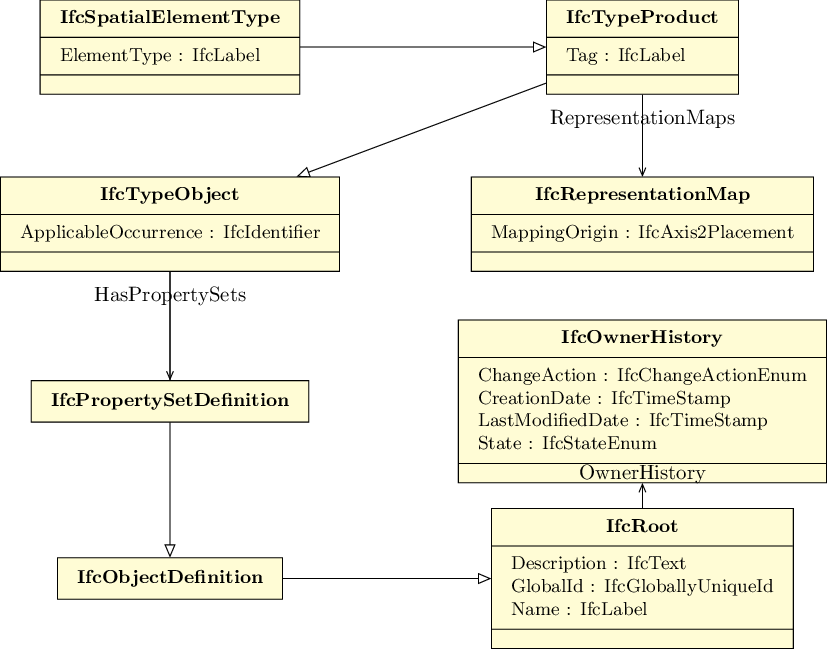 IfcSpatialElementType
ElementType : IfcLabel
IfcTypeProduct
Tag : IfcLabel
RepresentationMaps
IfcTypeObject
ApplicableOccurrence : IfcIdentifier
IfcRepresentationMap
MappingOrigin : IfcAxis2Placement
HasPropertySets
IfcOwnerHistory
ChangeAction : IfcChangeActionEnum
CreationDate : IfcTimeStamp
LastModifiedDate : IfcTimeStamp
State : IfcStateEnum
IfcPropertySetDefinition
OwnerHistory
IfcRoot
Description : IfcText
GlobalId : IfcGloballyUniqueId
Name : IfcLabel
IfcObjectDefinition